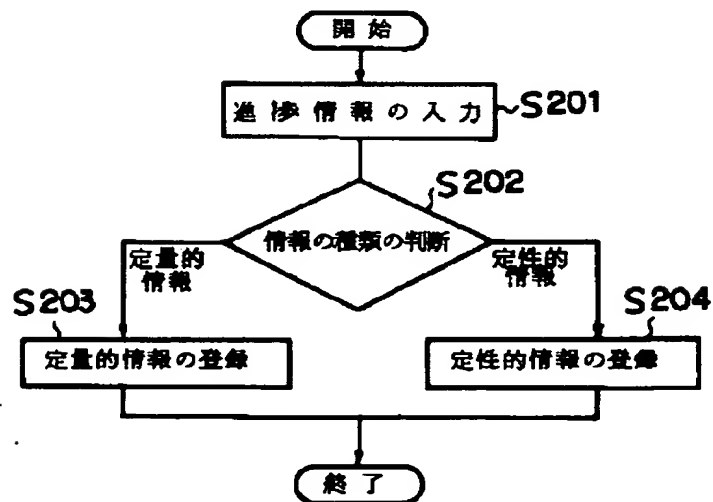 開始
進捗情報の入力
S201
S202
情報の種類の判断
定量的
情報
定性的
情報
S203
S204
定量的情報の登録
定性的情報の登録
終了